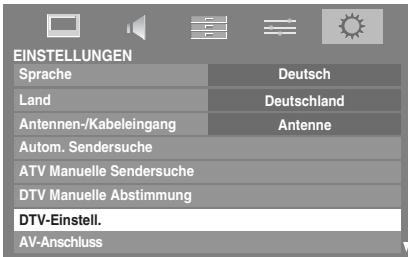 EINSTELLUNGEN
Sprache Deutsch
Land Deutschland
Antennen-/Kabeleingang Antenne
Autom. Sendersuche
ATV Manuelle Sendersuche
DTV Manuelle Abstimmung
DTV-Einstell.
AV-Anschluss